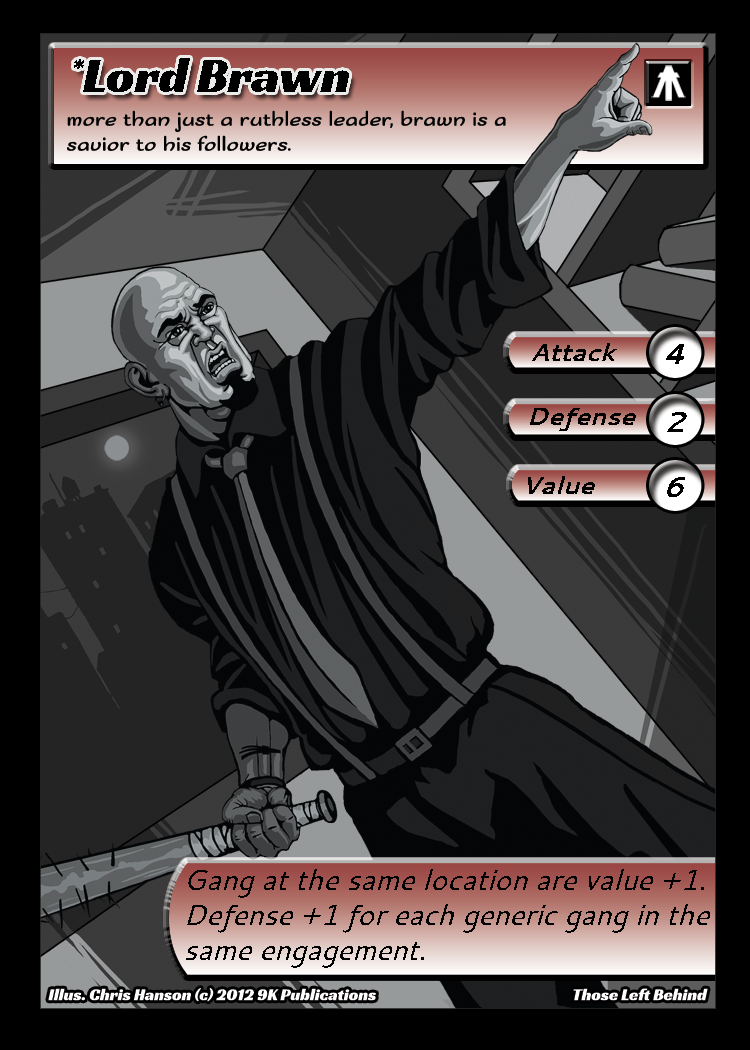 *Lord Brawn
more than just a ruthless leader, brawn is a
savior to his followers.
Attack 4
Defense 2
Value 6
Gang at the same location are value +1.
Defense +1 for each generic gang in the
same engagement.
Illus. Chris Hanson (c) 2012 9K Publications
Those Left Behind